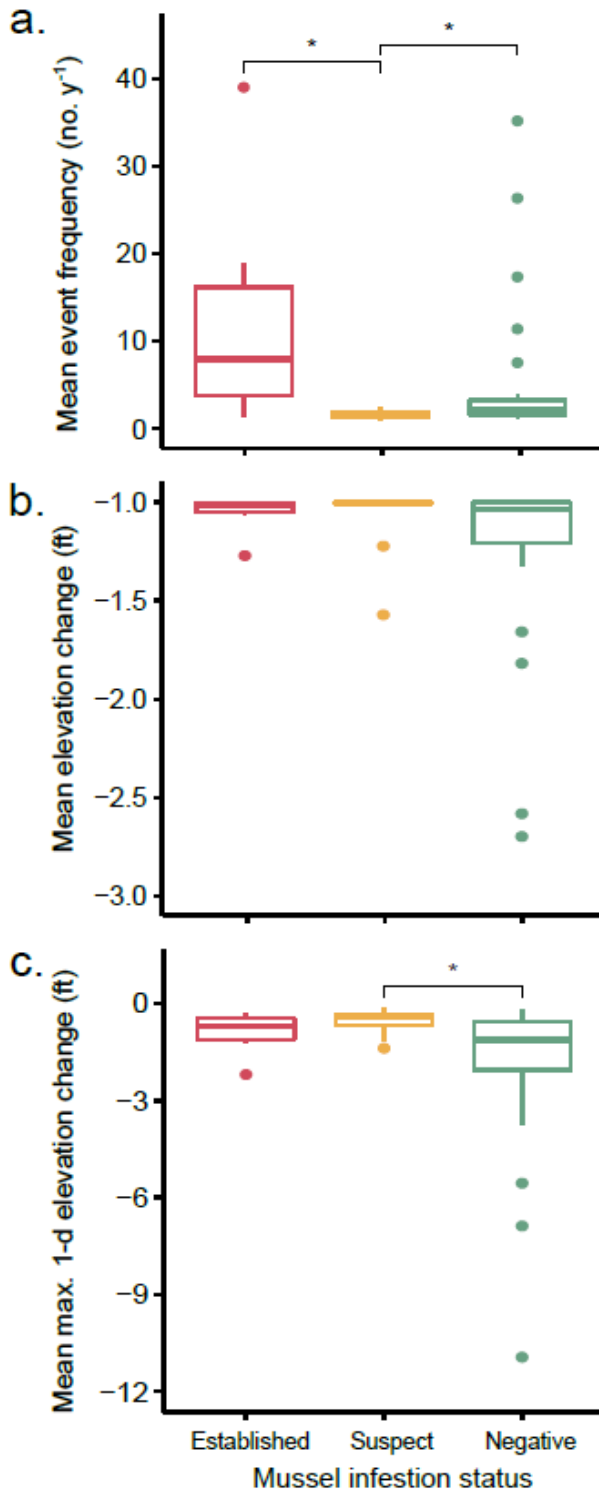 a.
* *
Mean event frequency (no. y-1)
40
30
20
10
0
b.
Mean elevation change (ft)
−1.0
−1.5
−2.0
−2.5
−3.0
c.
*
Mean max. 1-d elevation change (ft)
0
−3
−6
−9
−12
Established Suspect Negative
Mussel infestion status